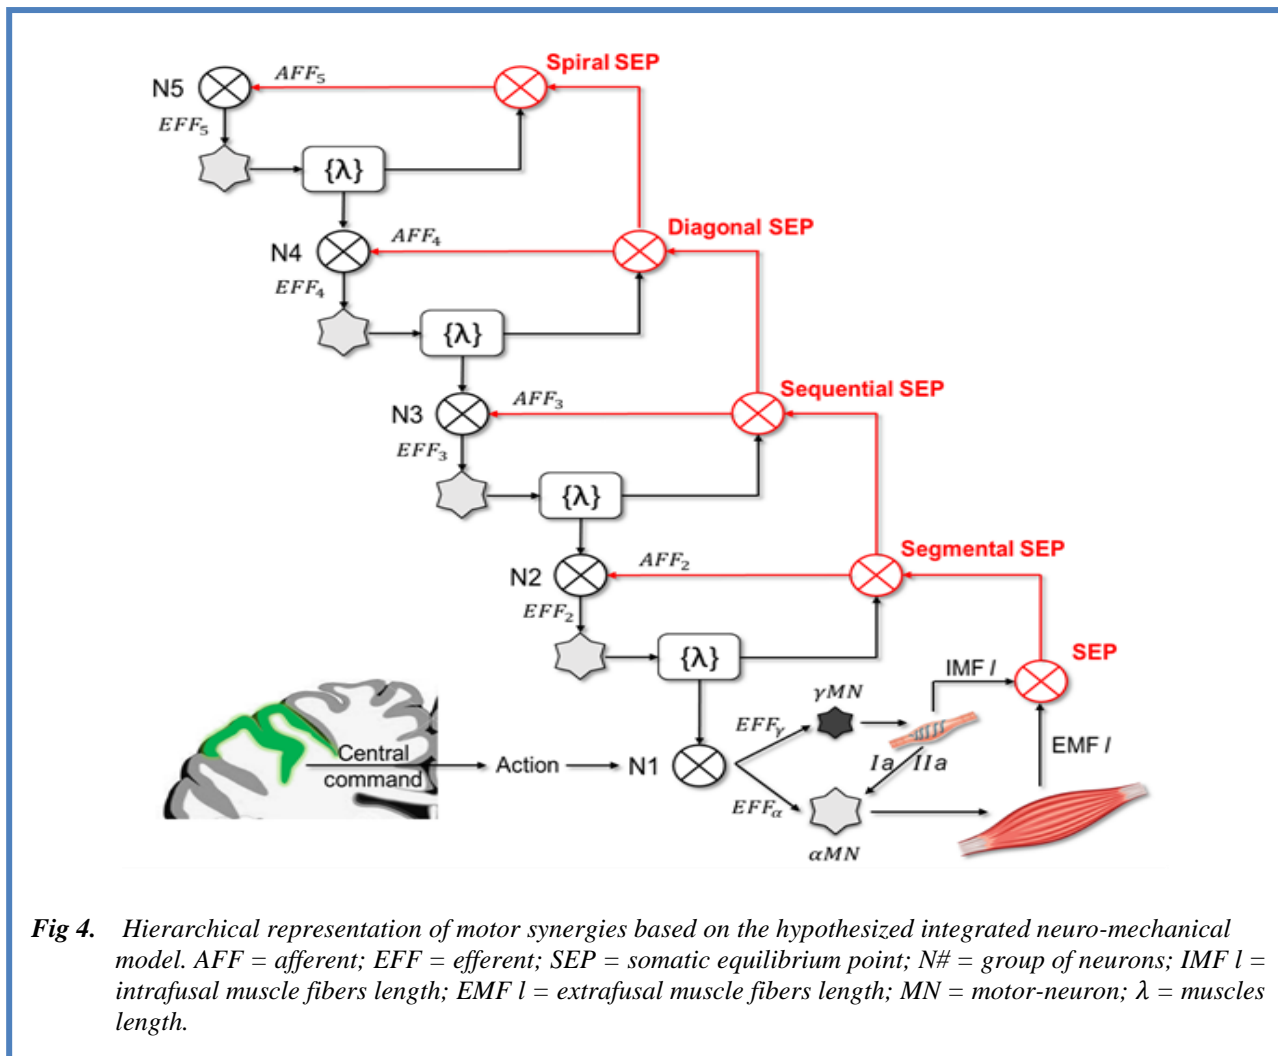 Spiral SEP
N5
AFF₅
EFF₅
{λ}
Diagonal SEP
N4
AFF₄
EFF₄
{λ}
Sequential SEP
N3
AFF₃
EFF₃
{λ}
Segmental SEP
N2
AFF₂
EFF₂
{λ}
SEP
IMF l
γMN
EFFγ
EMF l
Central
command
Action
N1
Ia
IIa
EFFα
αMN
Fig 4. Hierarchical representation of motor synergies based on the hypothesized integrated neuro-mechanical
model. AFF = afferent; EFF = efferent; SEP = somatic equilibrium point; N# = group of neurons; IMF l =
intrafusal muscle fibers length; EMF l = extrafusal muscle fibers length; MN = motor-neuron; λ = muscles
length.